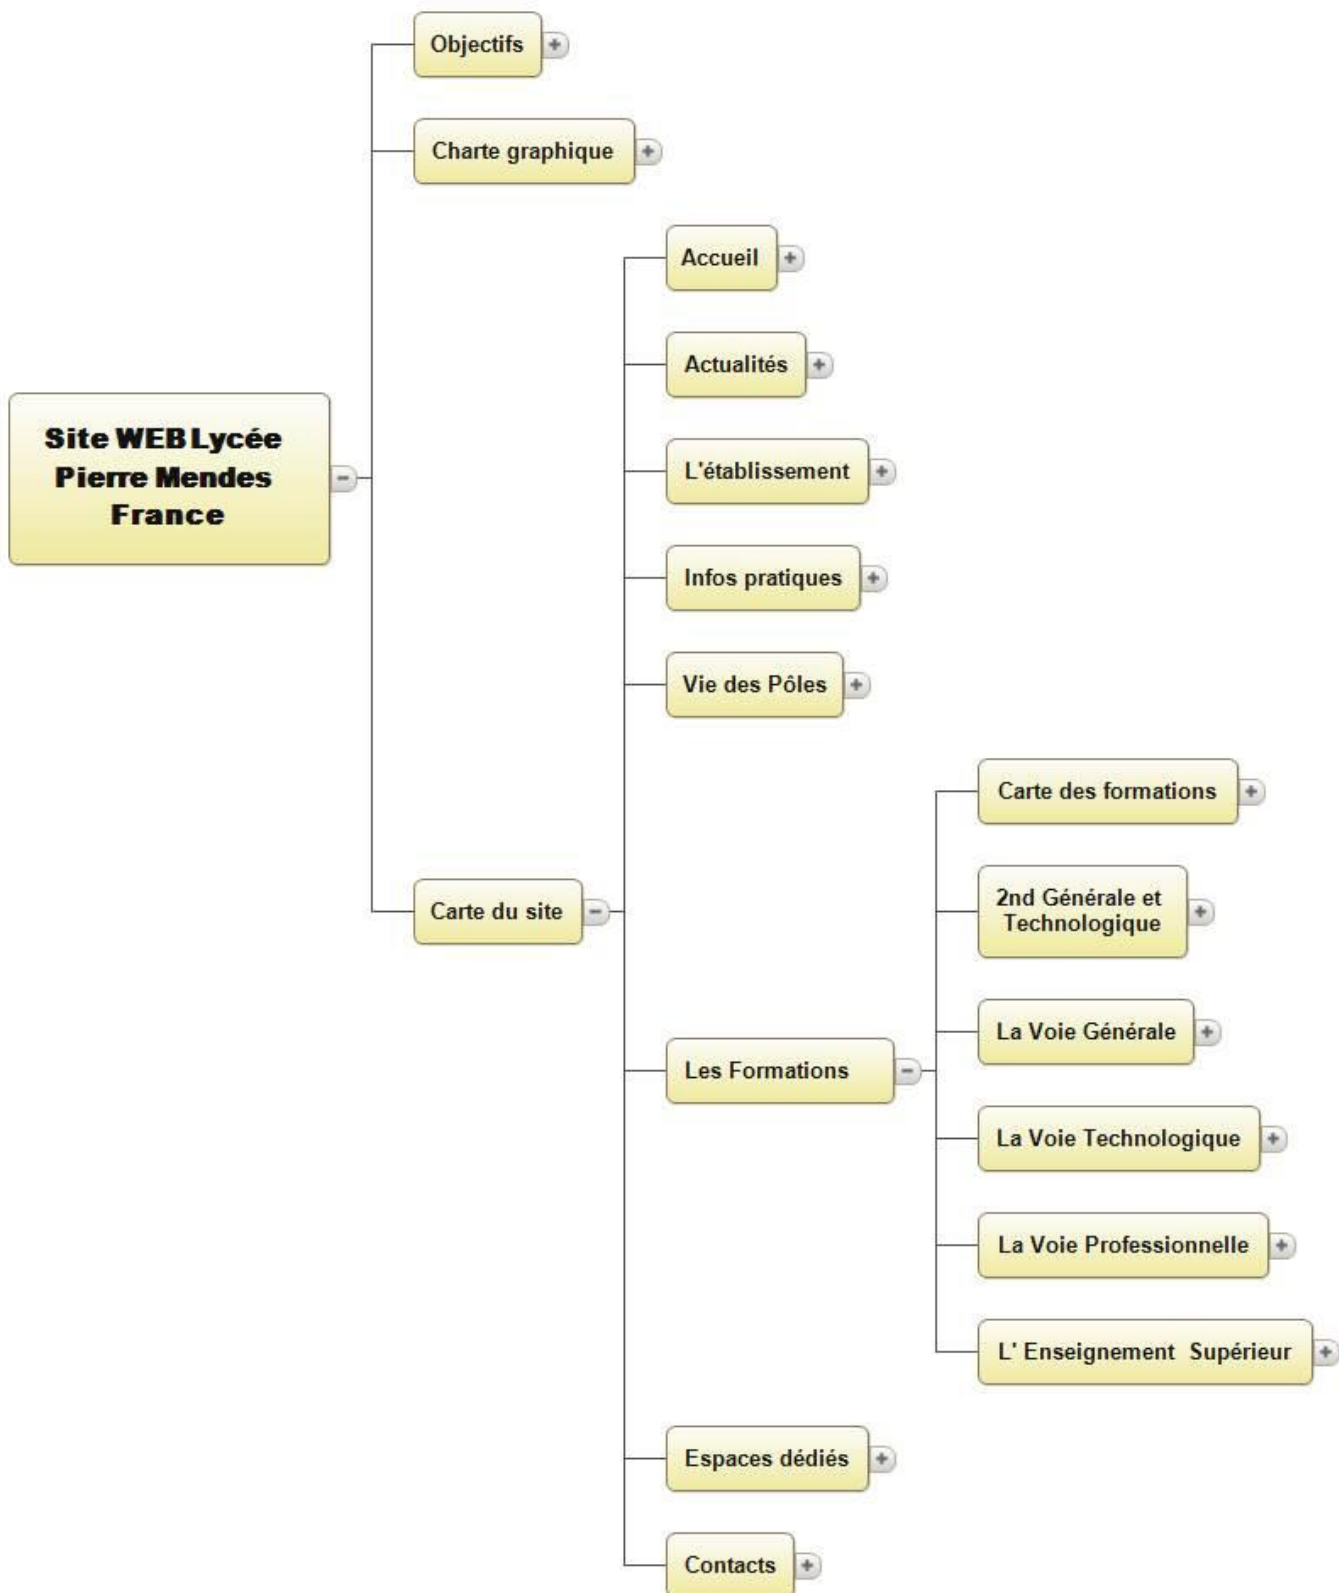 Objectifs
Charte graphique
Accueil
Actualités
Site WEB Lycée
Pierre Mendes
France
L'établissement
Infos pratiques
Vie des Pôles
Carte des formations
Carte du site
2nd Générale et
Technologique
La Voie Générale
Les Formations
La Voie Technologique
La Voie Professionnelle
L' Enseignement Supérieur
Espaces dédiés
Contacts